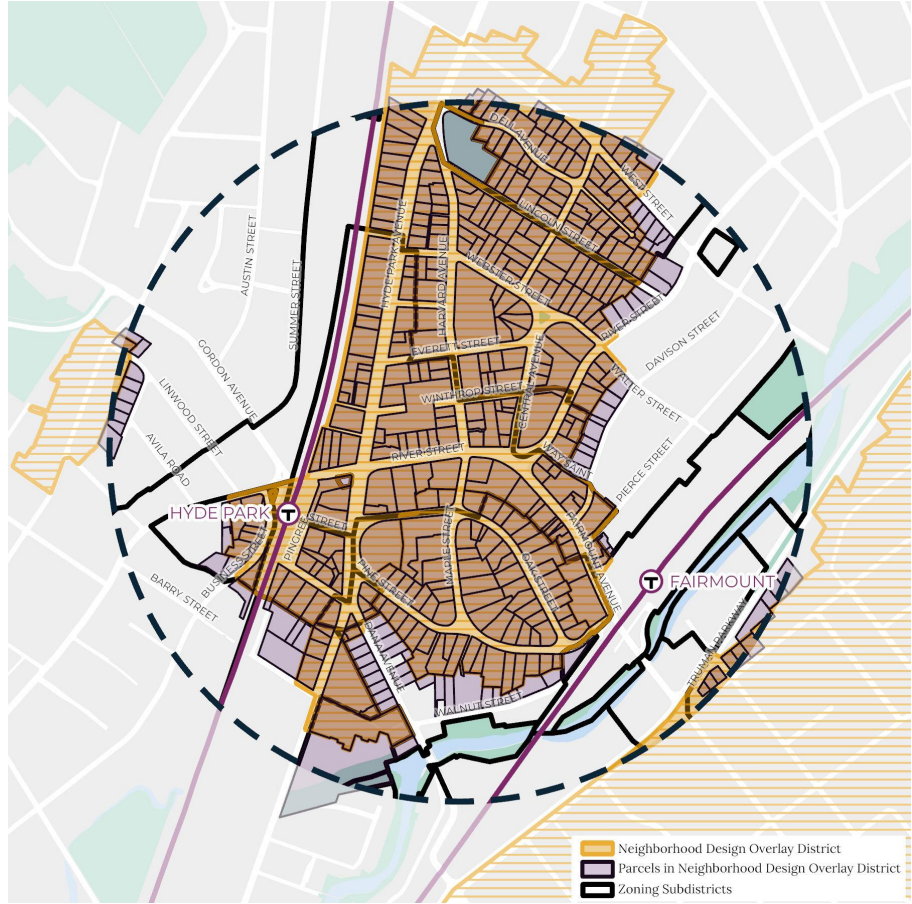 DELL AVENUE
WEST STREET
LINCOLN STREET
AUSTIN STREET
HYDE PARK AVENUE
HARVARD AVENUE
WEBSTER STREET
SUMMER STREET
RIVER STREET
DAVISON STREET
EVERETT STREET
CENTRAL AVENUE
GORDON AVENUE
WALTER STREET
LINWOOD STREET
WINTHROP STREET
AVILA ROAD
RIVER STREET
WAY SAINT
PIERCE STREET
HYDE PARK
T
PINGREE STREET
BUSINESS STREET
MAPLE STREET
FAIRMOUNT AVENUE
OAK STREET
T
FAIRMOUNT
BARRY STREET
PINE STREET
DANA AVENUE
TRUMAN PARKWAY
WALNUT STREET
Neighborhood Design Overlay District
Parcels in Neighborhood Design Overlay District
Zoning Subdistricts